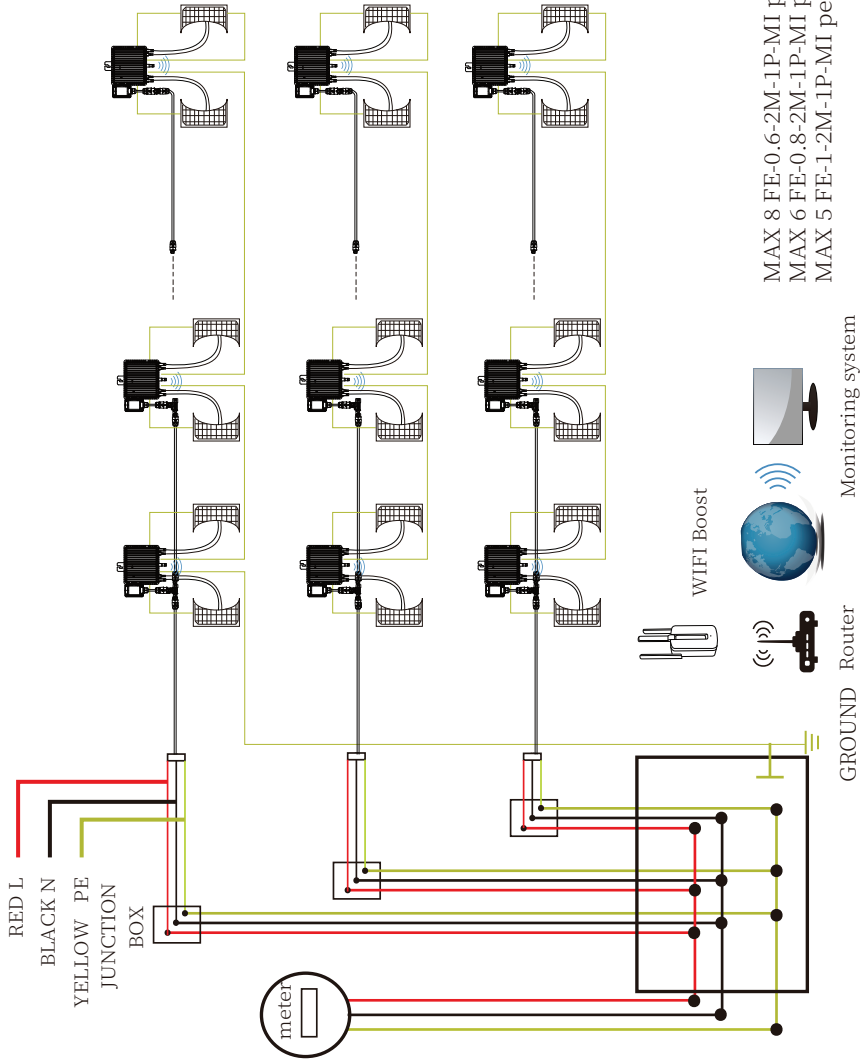 RED L
BLACK N
YELLOW PE
JUNCTION
BOX
meter
WIFI Boost
GROUND
Router
Monitoring system
MAX 8 FE-0.6-2M-1P-MI
MAX 6 FE-0.8-2M-1P-MI
MAX 5 FE-1-2M-1P-MI